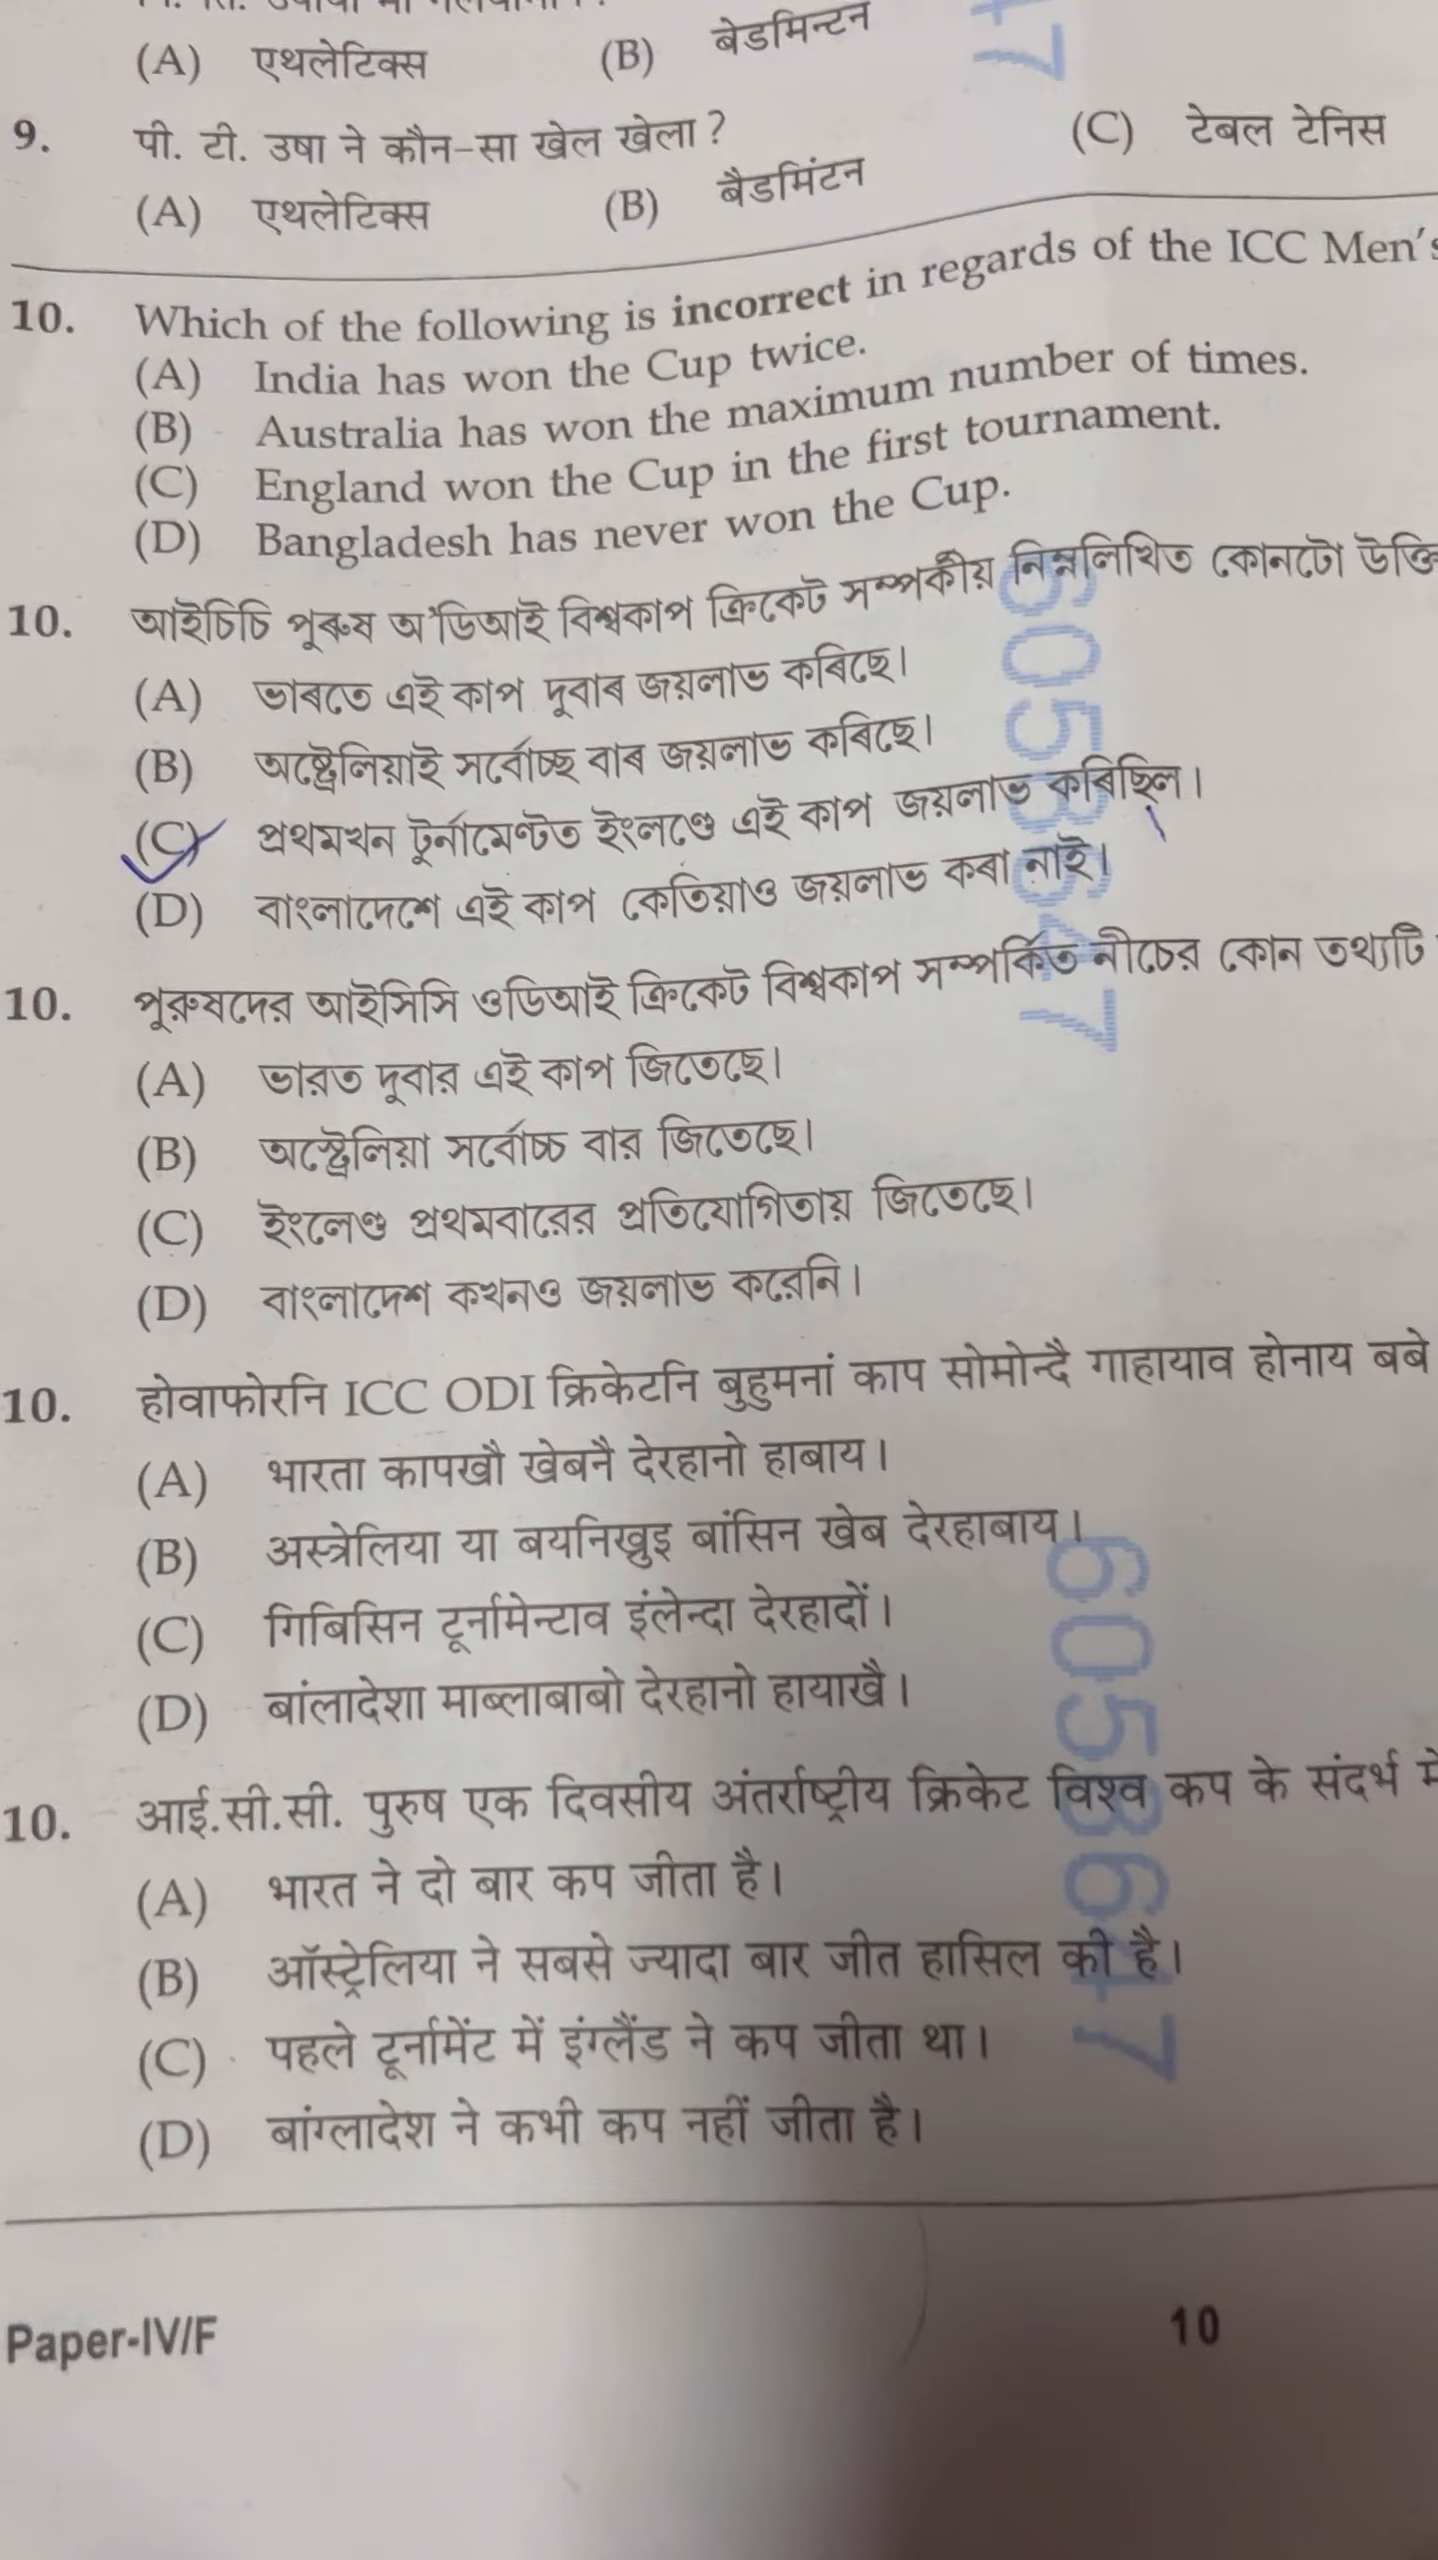 (A) एथलेटिक्स (B) बेडमिन्टन
9. पी. टी. उषा ने कौन-सा खेल खेला ?
(A) एथलेटिक्स (B) बैडमिंटन (C) टेबल टेनिस
10. Which of the following is incorrect in regards of the ICC Men's
(A) India has won the Cup twice.
(B) Australia has won the maximum number of times.
(C) England won the Cup in the first tournament.
(D) Bangladesh has never won the Cup.
10. আইচিচি পুৰুষ অ'ডিআই বিশ্বকাপ ক্ৰিকেট সম্পৰ্কীয় নিম্নলিখিত কোনটো উক্তি
(A) ভাৰতে এই কাপ দুবাৰ জয়লাভ কৰিছে।
(B) অষ্ট্ৰেলিয়াই সৰ্বোচ্ছ বাৰ জয়লাভ কৰিছে।
(C) প্ৰথমখন টুৰ্নামেণ্টত ইংলণ্ডে এই কাপ জয়লাভ কৰিছিল।
(D) বাংলাদেশে এই কাপ কেতিয়াও জয়লাভ কৰা নাই।
10. পুরুষদের আইসিসি ওডিআই ক্রিকেট বিশ্বকাপ সম্পর্কিত নীচের কোন তথ্যটি
(A) ভারত দুবার এই কাপ জিতেছে।
(B) অস্ট্রেলিয়া সর্বোচ্চ বার জিতেছে।
(C) ইংলেণ্ড প্রথমবারের প্রতিযোগিতায় জিতেছে।
(D) বাংলাদেশ কখনও জয়লাভ করেনি।
10. होवाफोरनि ICC ODI क्रिकेटनि बुहुमनां काप सोमोन्दै गाहायाव होनाय बबे
(A) भारता कापखौ खेबनै देरहानो हाबाय।
(B) अस्त्रेलिया या बयनिख्रुइ बांसिन खेब देरहाबाय।
(C) गिबिसिन टूर्नामेन्टाव इंलेन्दा देरहादों।
(D) बांलादेशा माब्लाबाबो देरहानो हायाखै।
10. आई.सी.सी. पुरुष एक दिवसीय अंतर्राष्ट्रीय क्रिकेट विश्व कप के संदर्भ में
(A) भारत ने दो बार कप जीता है।
(B) ऑस्ट्रेलिया ने सबसे ज्यादा बार जीत हासिल की है।
(C) पहले टूर्नामेंट में इंग्लैंड ने कप जीता था।
(D) बांग्लादेश ने कभी कप नहीं जीता है।
Paper-IV/F 10